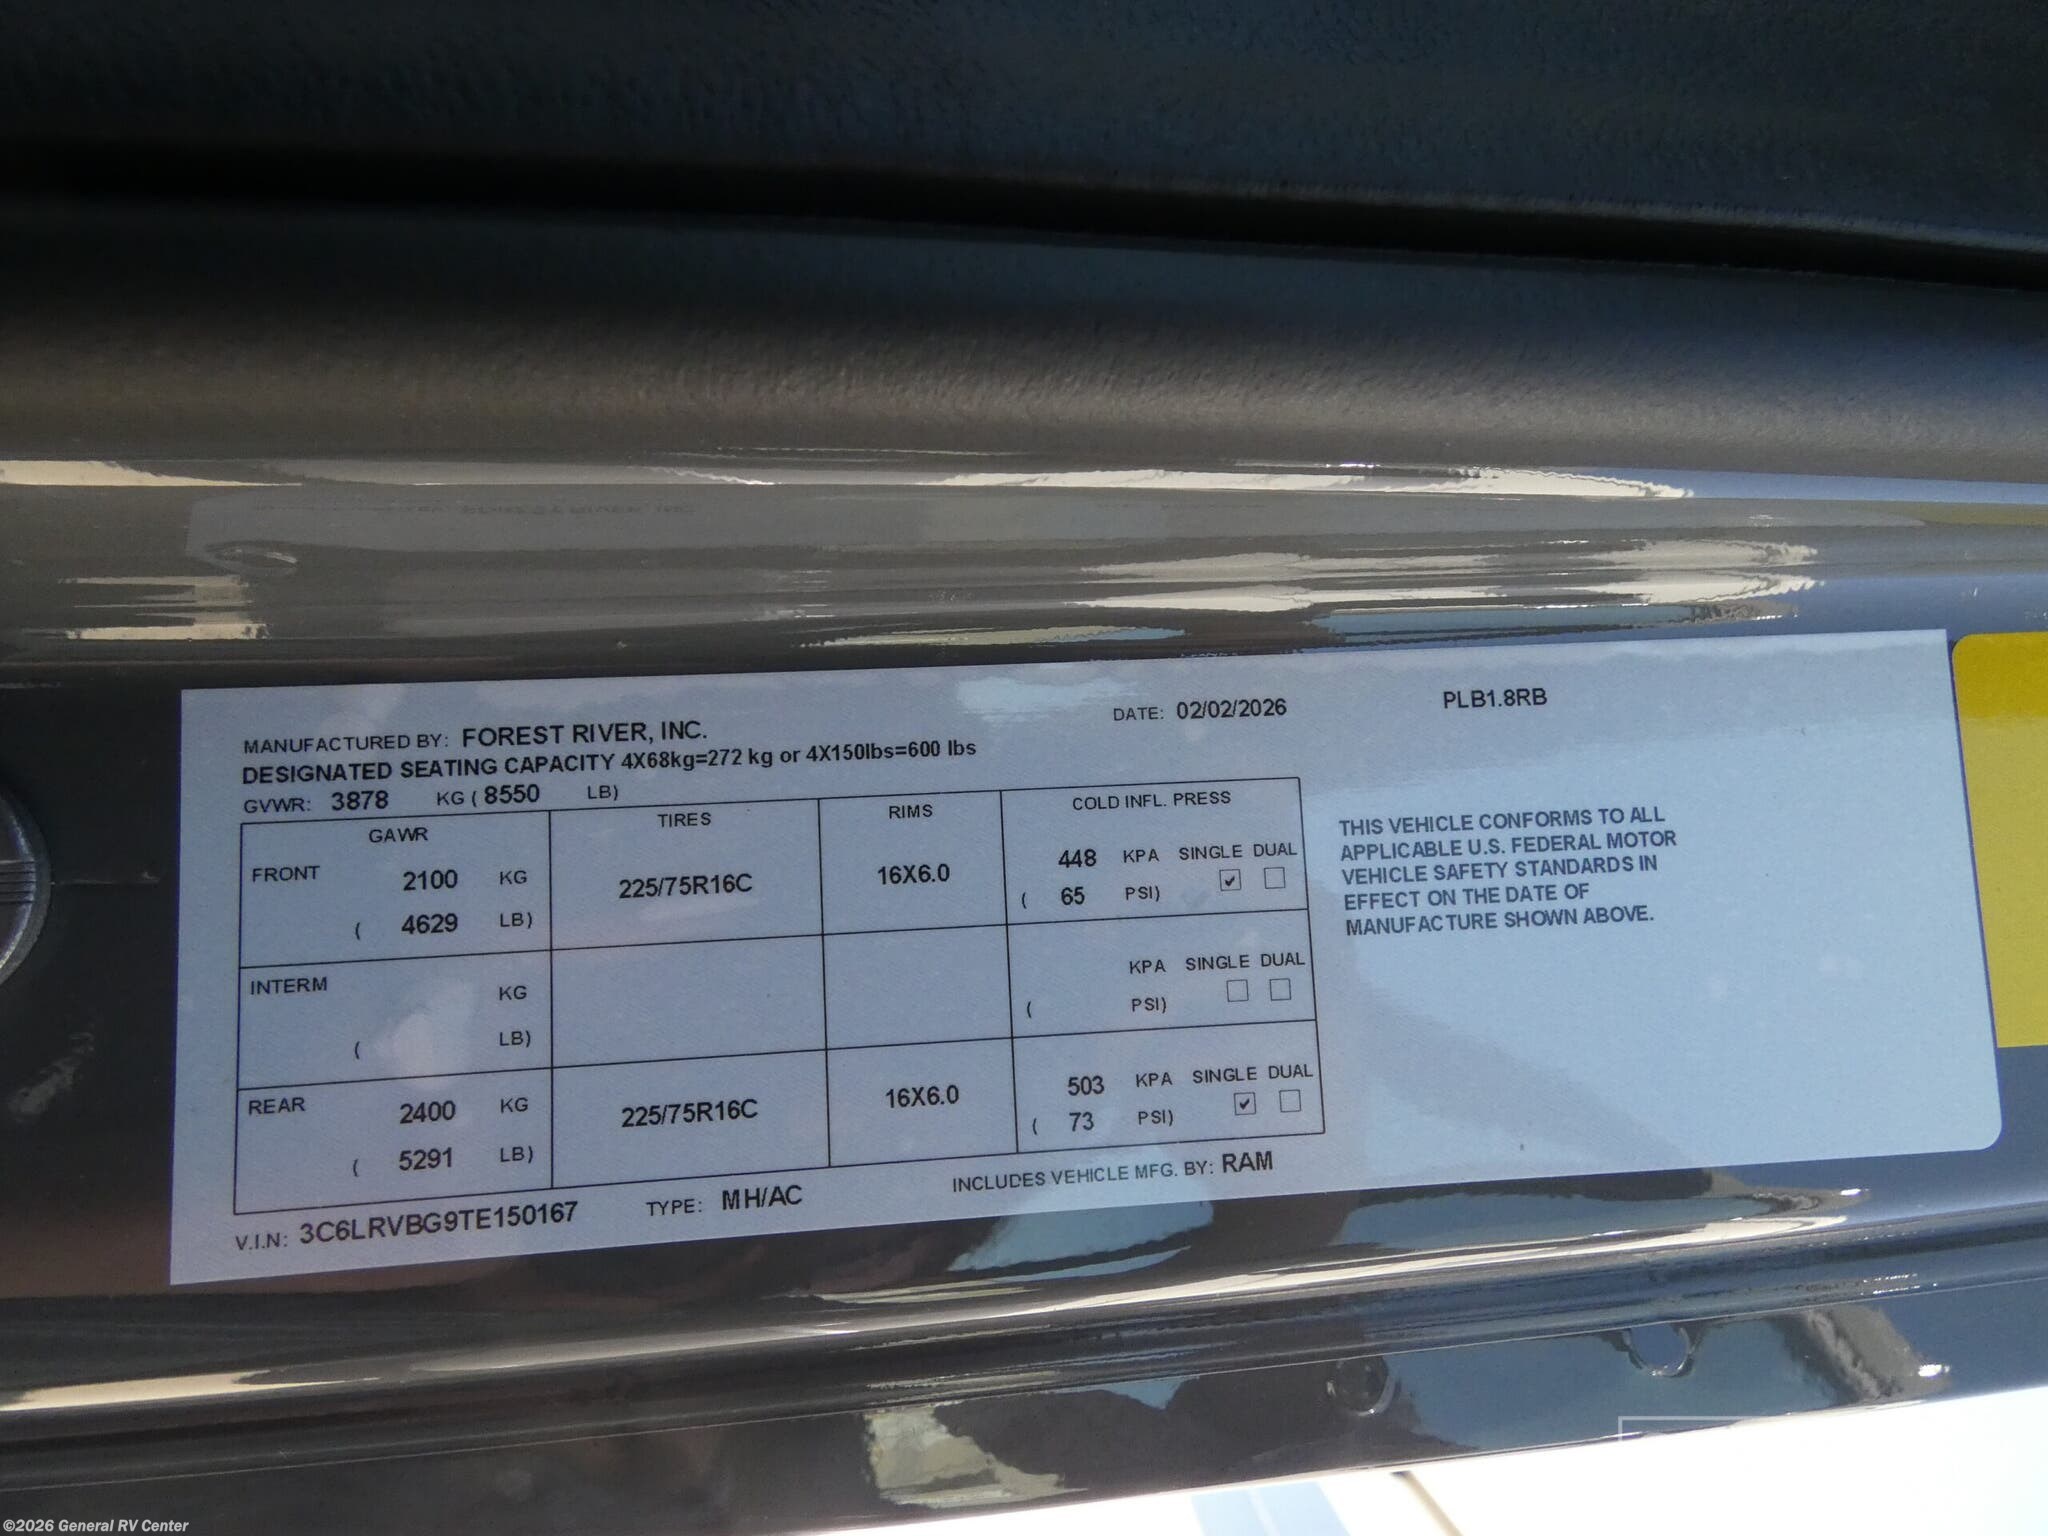 MANUFACTURED BY: FOREST RIVER, INC. DATE: 02/02/2026 PLB1.8RB
DESIGNATED SEATING CAPACITY 4X68kg=272 kg or 4X150lbs=600 lbs
GVWR: 3878 KG ( 8550 LB)
GAWR TIRES RIMS COLD INFL. PRESS
FRONT 2100 KG 225/75R16C 16X6.0 448 KPA SINGLE DUAL
( 4629 LB) ( 65 PSI)
INTERM KG KPA SINGLE DUAL
( LB) ( PSI)
REAR 2400 KG 225/75R16C 16X6.0 503 KPA SINGLE DUAL
( 5291 LB) ( 73 PSI)
V.I.N: 3C6LRVBG9TE150167 TYPE: MH/AC INCLUDES VEHICLE MFG. BY: RAM
THIS VEHICLE CONFORMS TO ALL
APPLICABLE U.S. FEDERAL MOTOR
VEHICLE SAFETY STANDARDS IN
EFFECT ON THE DATE OF
MANUFACTURE SHOWN ABOVE.
©2026 General RV Center